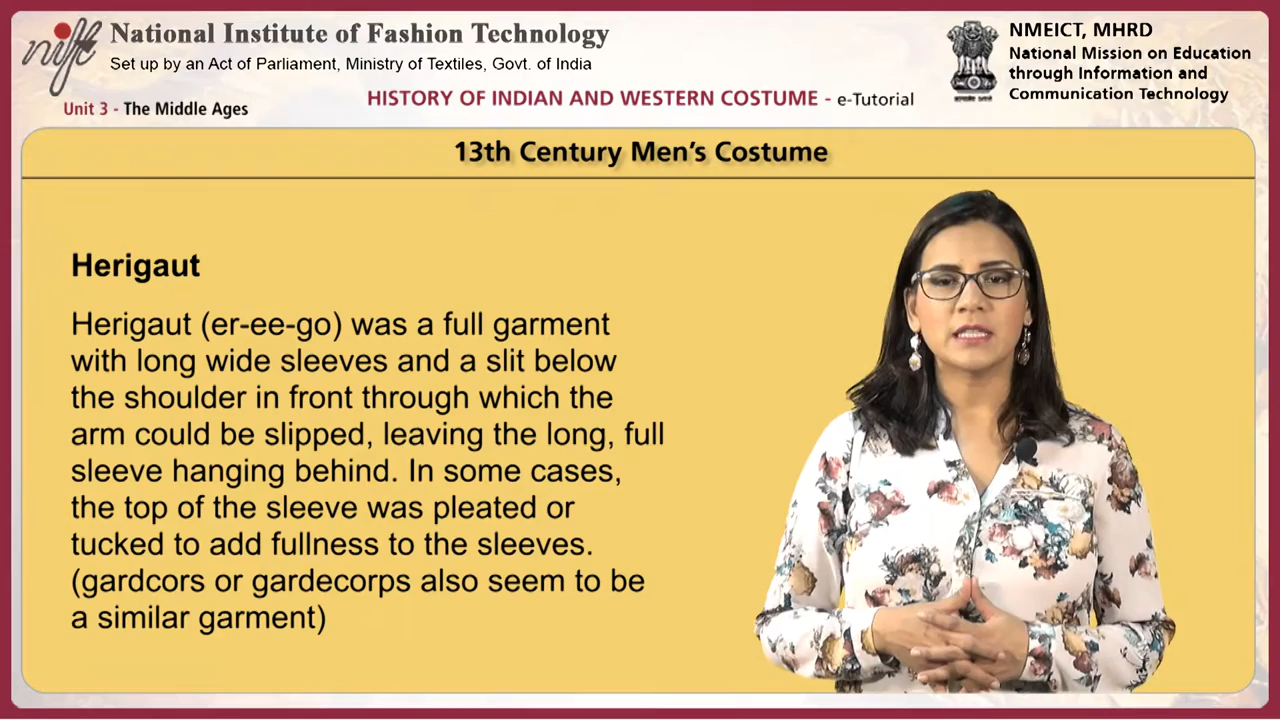 nift
National Institute of Fashion Technology
Set up by an Act of Parliament, Ministry of Textiles, Govt. of India
Unit 3 - The Middle Ages
HISTORY OF INDIAN AND WESTERN COSTUME - e-Tutorial
NMEICT, MHRD
National Mission on Education
through Information and
Communication Technology
13th Century Men's Costume
Herigaut
Herigaut (er-ee-go) was a full garment
with long wide sleeves and a slit below
the shoulder in front through which the
arm could be slipped, leaving the long, full
sleeve hanging behind. In some cases,
the top of the sleeve was pleated or
tucked to add fullness to the sleeves.
(gardcors or gardecorps also seem to be
a similar garment)